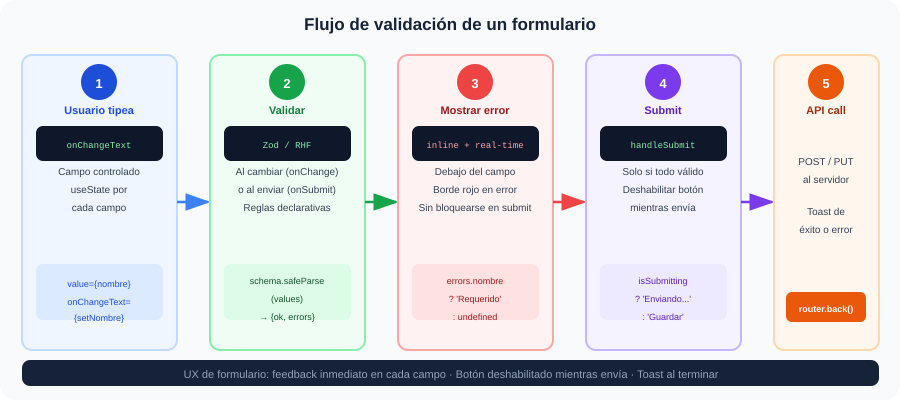 Flujo de validación de un formulario
1
Usuario tipea
onChangeText
Campo controlado
useState por
cada campo
value={nombre}
onChangeText=
{setNombre}
2
Validar
Zod / RHF
Al cambiar (onChange)
o al enviar (onSubmit)
Reglas declarativas
schema.safeParse
(values)
→ {ok, errors}
3
Mostrar error
inline + real-time
Debajo del campo
Borde rojo en error
Sin bloquearse en submit
errors.nombre
? 'Requerido'
: undefined
4
Submit
handleSubmit
Solo si todo válido
Deshabilitar botón
mientras envía
isSubmitting
? 'Enviando...'
: 'Guardar'
5
API call
POST / PUT
al servidor
Toast de
éxito o error
router.back()
UX de formulario: feedback inmediato en cada campo · Botón deshabilitado mientras envía · Toast al terminar